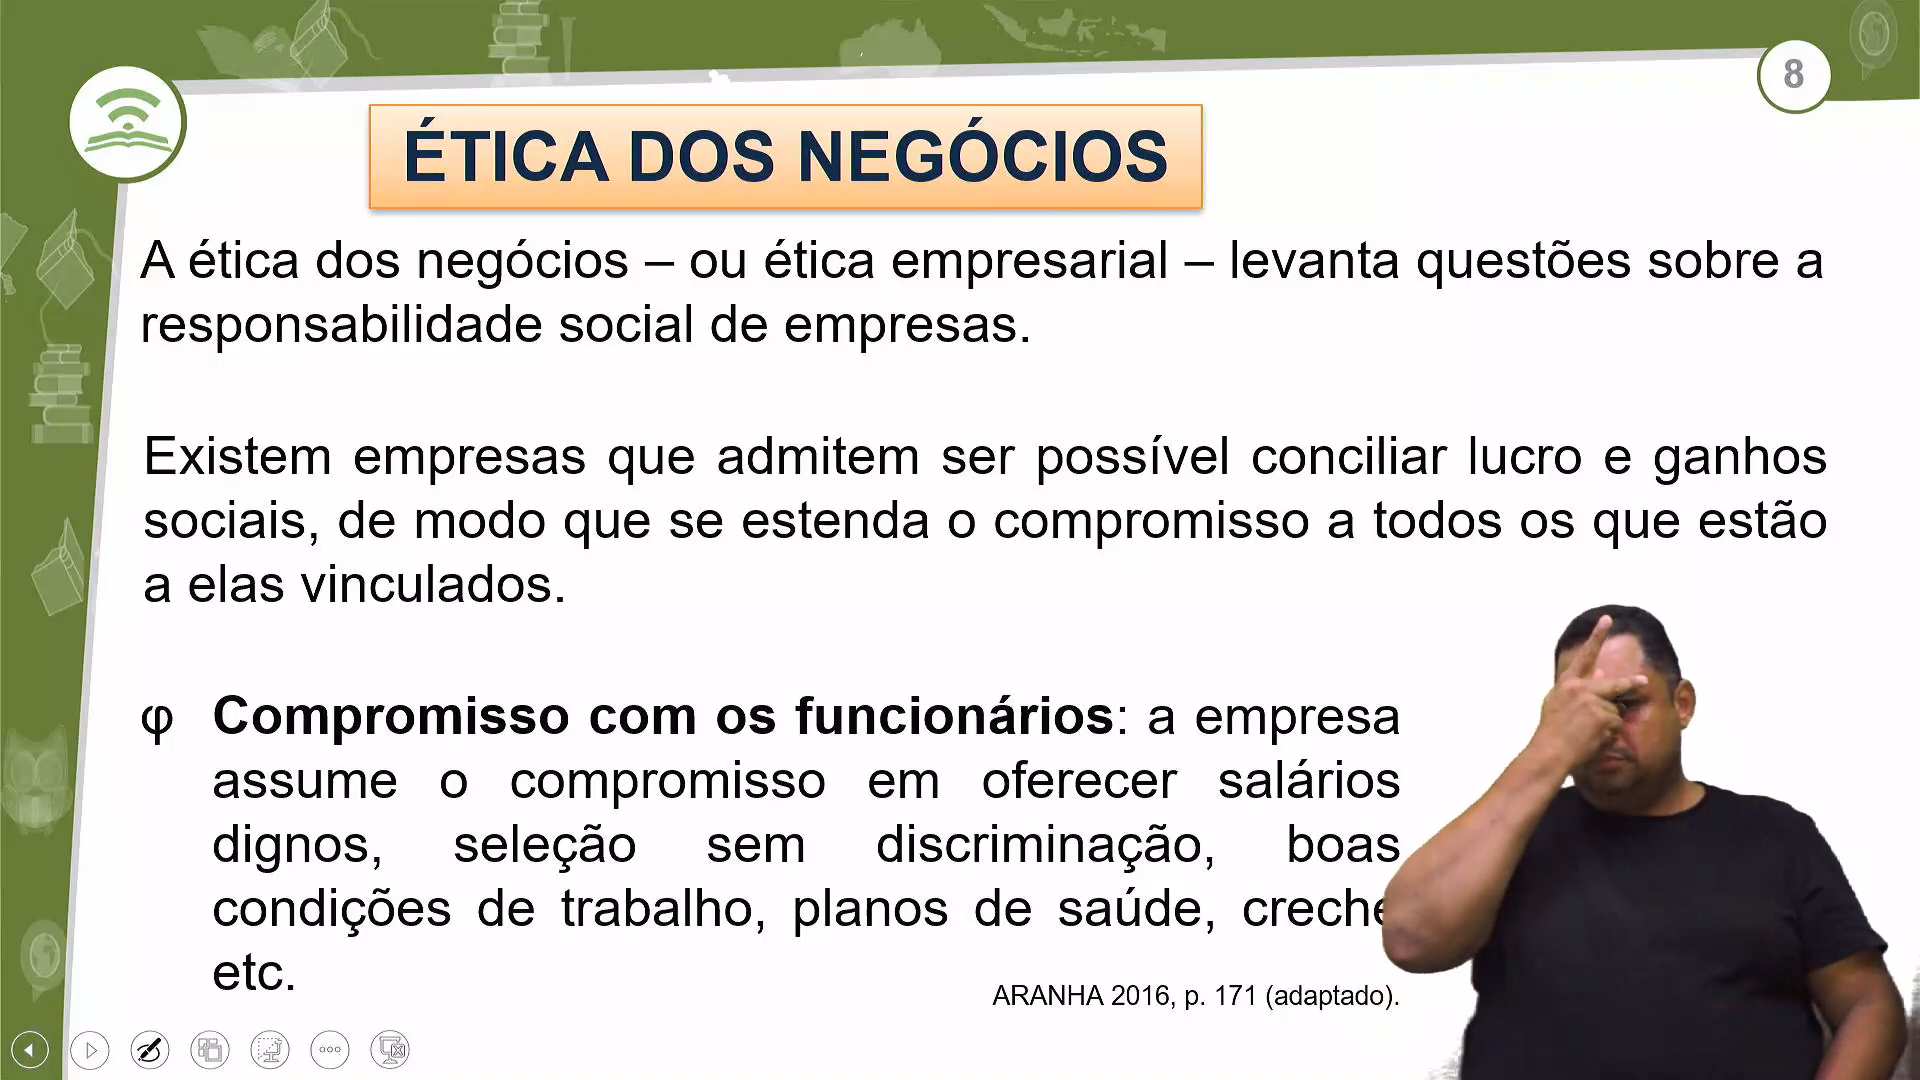 8
ÉTICA DOS NEGÓCIOS
A ética dos negócios – ou ética empresarial – levanta questões sobre a
responsabilidade social de empresas.
Existem empresas que admitem ser possível conciliar lucro e ganhos
sociais, de modo que se estenda o compromisso a todos os que estão
a elas vinculados.
φ Compromisso com os funcionários: a empresa
assume o compromisso em oferecer salários
dignos, seleção sem discriminação, boas
condições de trabalho, planos de saúde, creche
etc.
ARANHA 2016, p. 171 (adaptado).